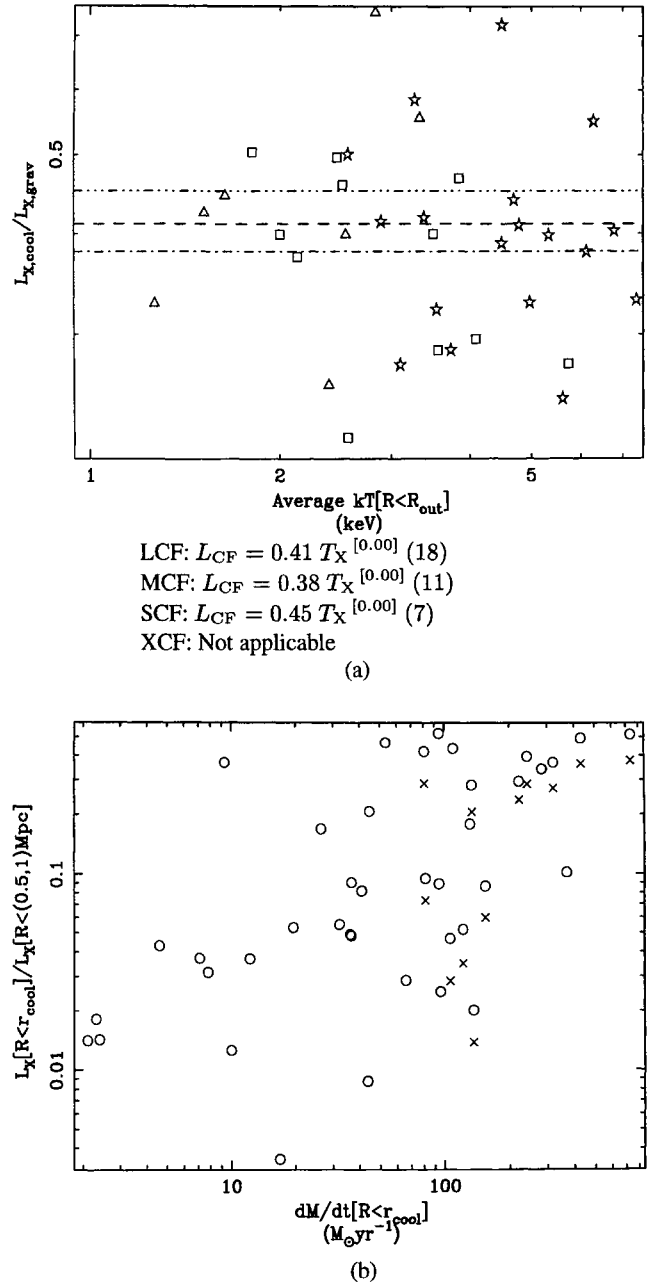 L_X,cool/L_X,grav
0.5
1
2
5
Average kT[R<R_out]
(keV)
LCF: L_CF = 0.41 T_X^[0.00] (18)
MCF: L_CF = 0.38 T_X^[0.00] (11)
SCF: L_CF = 0.45 T_X^[0.00] (7)
XCF: Not applicable
(a)
L_X[R<r_cool]/L_X[R<(0.5,1)Mpc]
0.1
0.01
10
100
dM/dt[R<r_cool]
(M_⊙yr^−1)
(b)